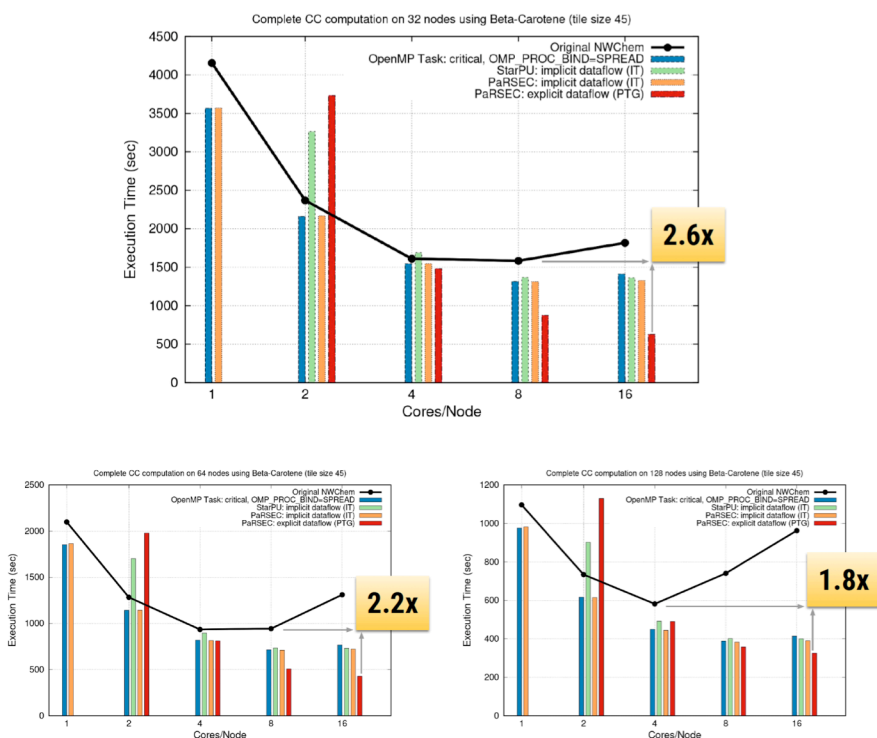 Complete CC computation on 32 nodes using Beta-Carotene (tile size 45)
4500
4000
3500
3000
2500
2000
1500
1000
500
0
Execution Time (sec)
Original NWChem
OpenMP Task: critical, OMP_PROC_BIND=SPREAD
StarPU: implicit dataflow (IT)
PaRSEC: implicit dataflow (IT)
PaRSEC: explicit dataflow (PTG)
2.6x
1 2 4 8 16
Cores/Node
Complete CC computation on 64 nodes using Beta-Carotene (tile size 45)
2500
2000
1500
1000
500
0
Execution Time (sec)
Original NWChem
OpenMP Task: critical, OMP_PROC_BIND=SPREAD
StarPU: implicit dataflow (IT)
PaRSEC: implicit dataflow (IT)
PaRSEC: explicit dataflow (PTG)
2.2x
1 2 4 8 16
Cores/Node
Complete CC computation on 128 nodes using Beta-Carotene (tile size 45)
1200
1000
800
600
400
200
0
Execution Time (sec)
Original NWChem
OpenMP Task: critical, OMP_PROC_BIND=SPREAD
StarPU: implicit dataflow (IT)
PaRSEC: implicit dataflow (IT)
PaRSEC: explicit dataflow (PTG)
1.8x
1 2 4 8 16
Cores/Node